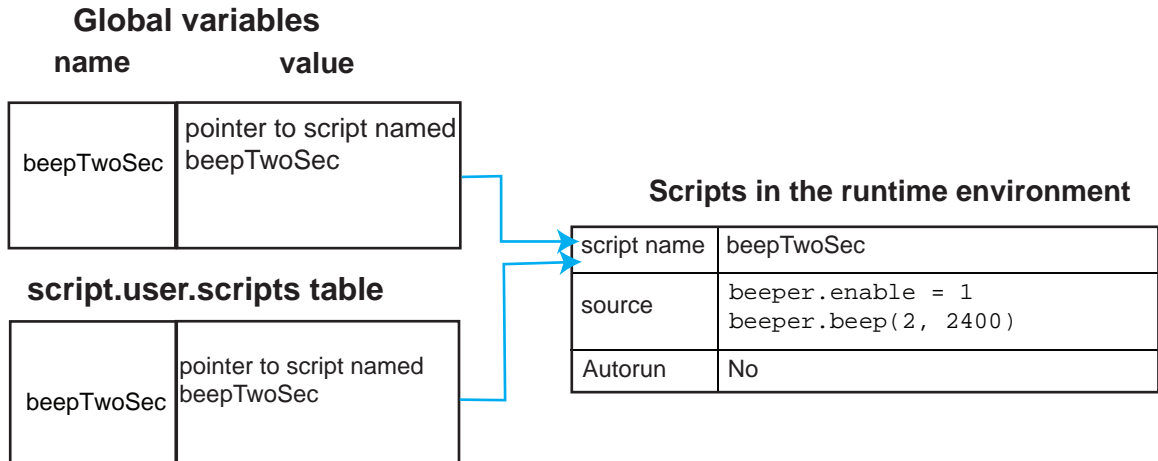 Global variables
name value
beepTwoSec
pointer to script named
beepTwoSec
script.user.scripts table
beepTwoSec
pointer to script named
beepTwoSec
Scripts in the runtime environment
script name beepTwoSec
source
beeper.enable = 1
beeper.beep(2, 2400)
Autorun No